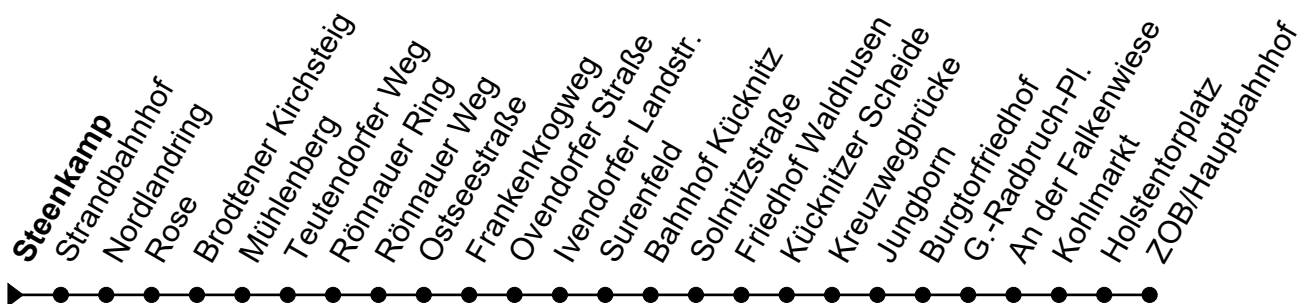 Steenkamp
Strandbahnhof
Nordlandring
Rose
Brodtener Kirchsteig
Mühlenberg
Teutendorfer Weg
Rönnauer Ring
Rönnauer Weg
Ostseestraße
Frankenkrogweg
Ovendorfer Straße
Ivendorfer Landstr.
Surenfeld
Bahnhof Kücknitz
Solmitzstraße
Friedhof Waldhusen
Kücknitzer Scheide
Kreuzwegbrücke
Jungborn
Burgtorfriedhof
G.-Radbruch-Pl.
An der Falkenwiese
Kohlmarkt
Holstentorplatz
ZOB/Hauptbahnhof